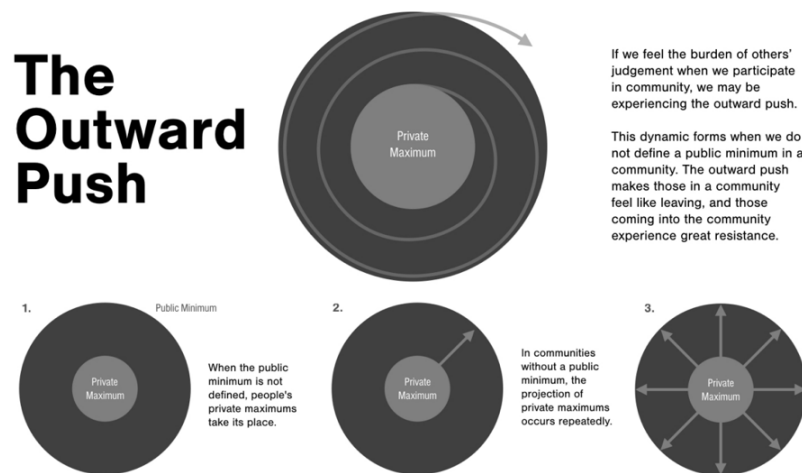 The
Outward
Push
Private
Maximum
If we feel the burden of others'
judgement when we participate
in community, we may be
experiencing the outward push.
This dynamic forms when we do
not define a public minimum in a
community. The outward push
makes those in a community
feel like leaving, and those
coming into the community
experience great resistance.
1.
Public Minimum
Private
Maximum
When the public
minimum is not
defined, people's
private maximums
take its place.
2.
Private
Maximum
In communities
without a public
minimum, the
projection of
private maximums
occurs repeatedly.
3.
Private
Maximum